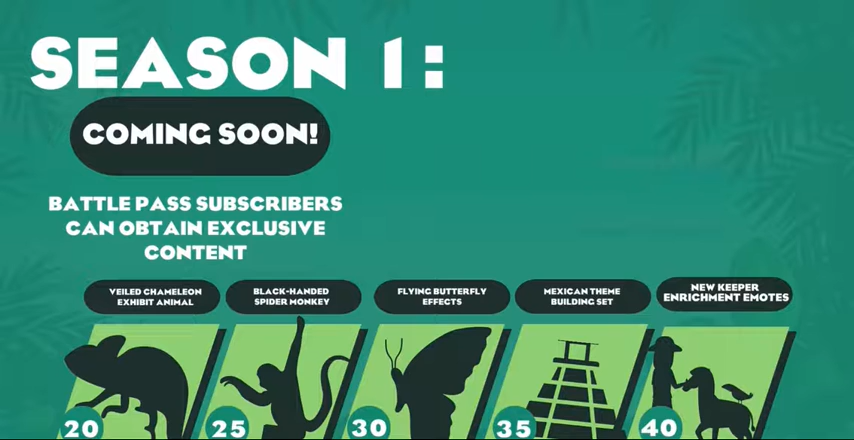 SEASON 1:
COMING SOON!
BATTLE PASS SUBSCRIBERS
CAN OBTAIN EXCLUSIVE
CONTENT
VEILED CHAMELEON
EXHIBIT ANIMAL
BLACK-HANDED
SPIDER MONKEY
FLYING BUTTERFLY
EFFECTS
MEXICAN THEME
BUILDING SET
NEW KEEPER
ENRICHMENT EMOTES
20
25
30
35
40